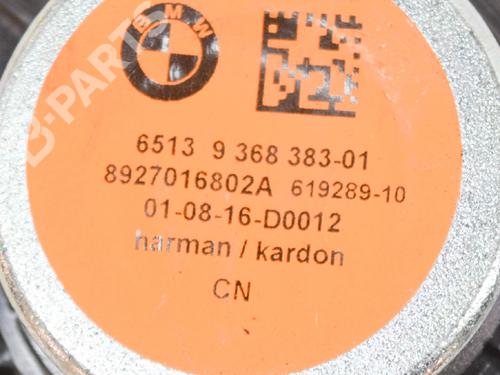 BMW
6513 9 368 383-01
8927016802A 619289-10
01-08-16-D0012
harman / kardon
CN
B-PARTS